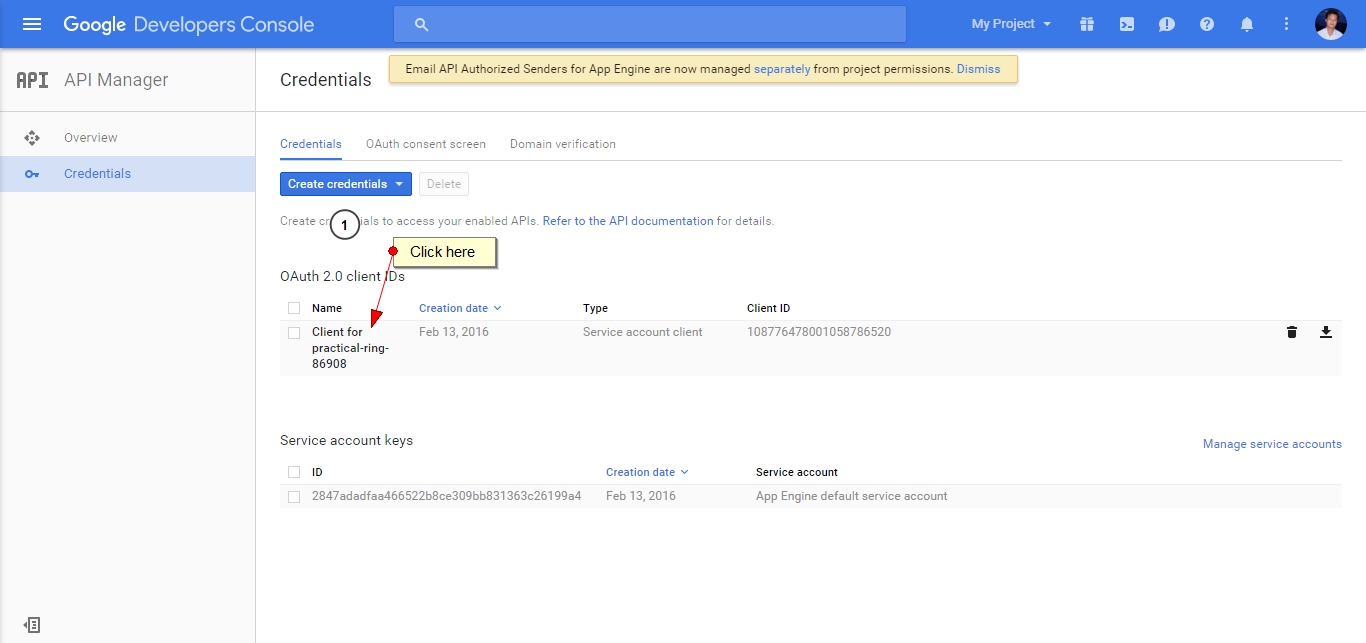 Google Developers Console
My Project
API API Manager
Credentials
Email API Authorized Senders for App Engine are now managed separately from project permissions. Dismiss
Overview
Credentials
Credentials OAuth consent screen Domain verification
Create credentials Delete
Create cr ials to access your enabled APIs. Refer to the API documentation for details.
1
Click here
OAuth 2.0 client IDs
Name Creation date Type Client ID
Client for Feb 13, 2016 Service account client 108776478001058786520
practical-ring-
86908
Service account keys
Manage service accounts
ID Creation date Service account
2847adadfaa466522b8ce309bb831363c26199a4 Feb 13, 2016 App Engine default service account